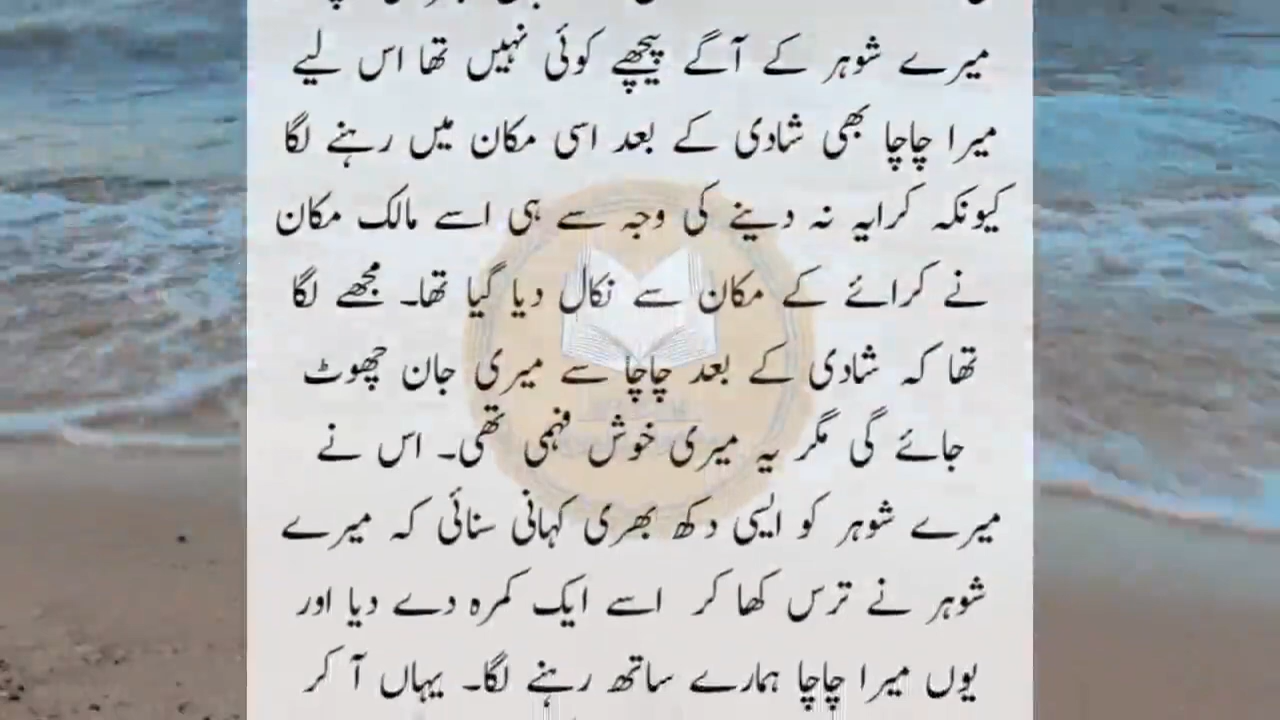 میرے شوہر کے آگے پیچھے کوئی نہیں تھا اس لیے
میرا چاچا بھی شادی کے بعد اسی مکان میں رہنے لگا
کیونکہ کرایہ نہ دینے کی وجہ سے ہی اسے مالک مکان
نے کرائے کے مکان سے نکال دیا گیا تھا۔ مجھے لگا
تھا کہ شادی کے بعد چاچا سے میری جان چھوٹ
جائے گی مگر یہ میری خوش فہمی تھی۔ اس نے
میرے شوہر کو ایسی دکھ بھری کہانی سنائی کہ میرے
شوہر نے ترس کھا کر اسے ایک کمرہ دے دیا اور
یوں میرا چاچا ہمارے ساتھ رہنے لگا۔ یہاں آ کر